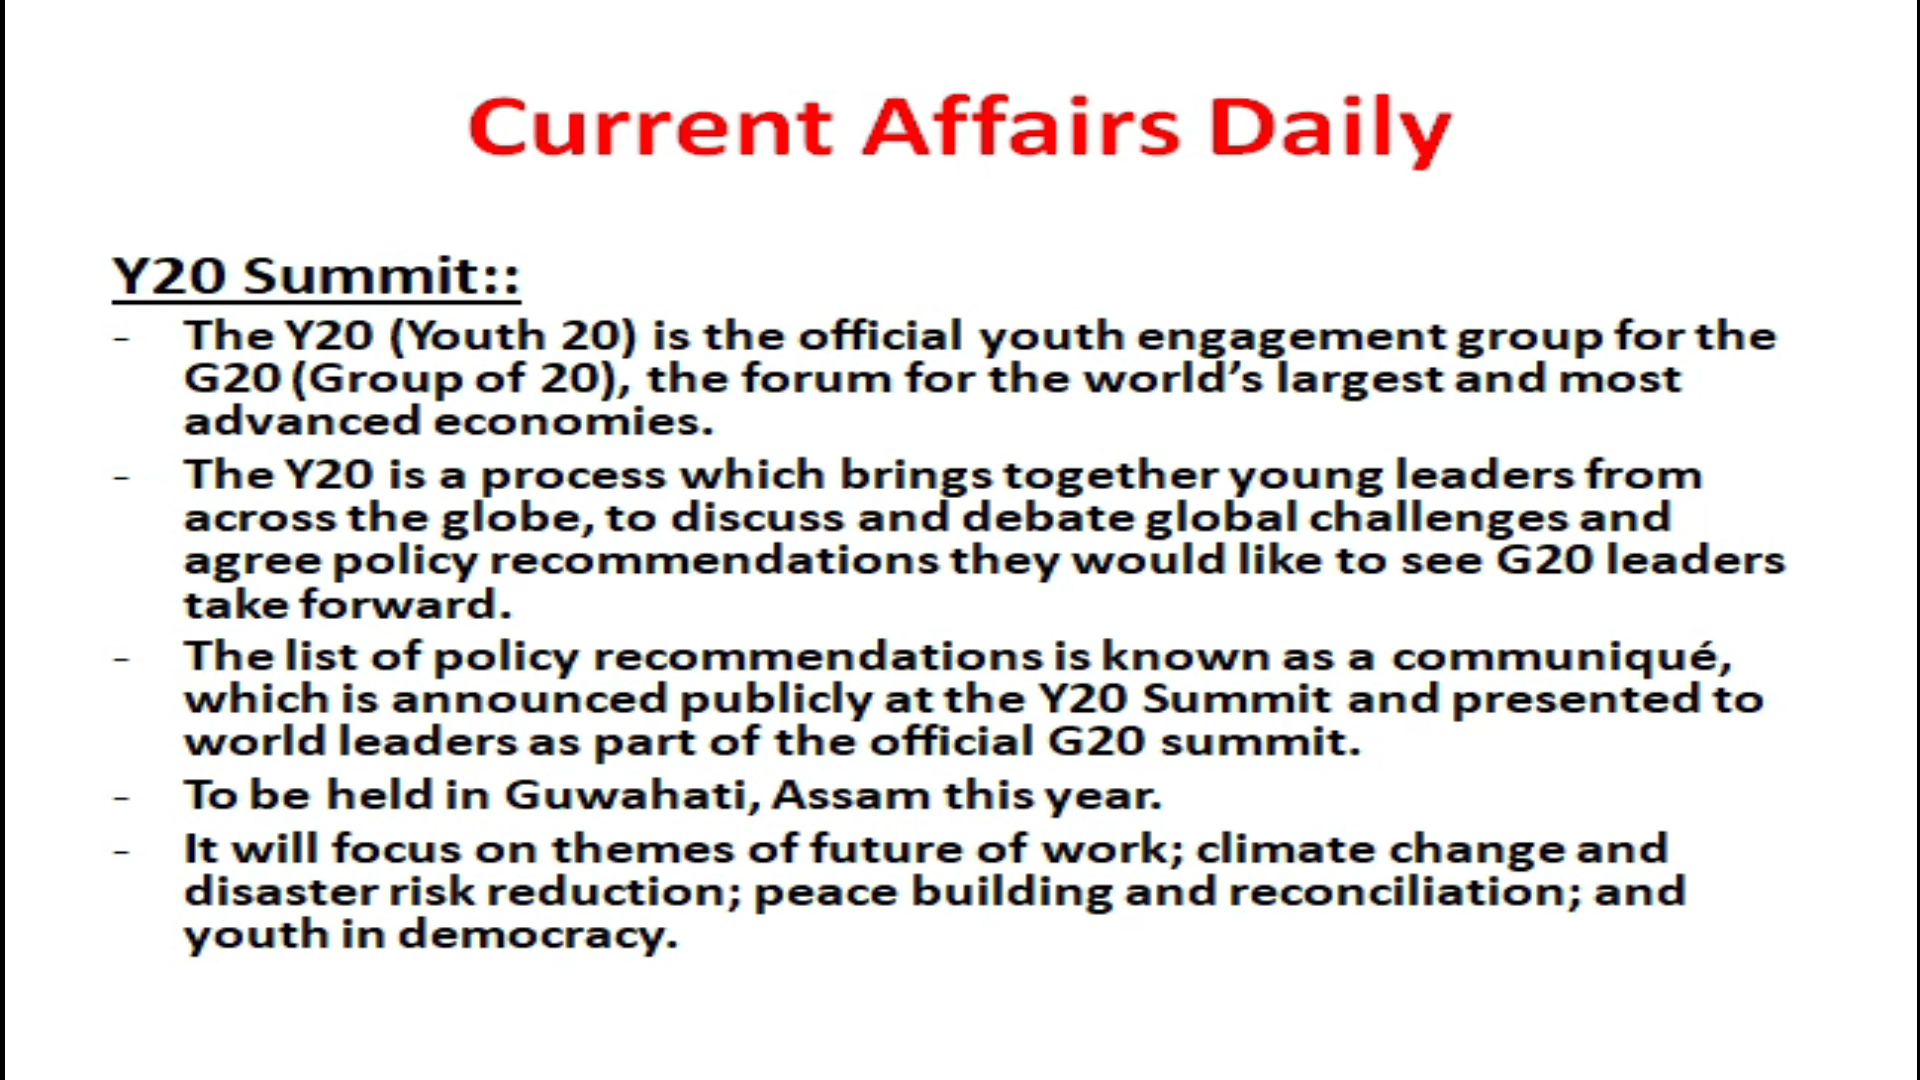 Current Affairs Daily
Y20 Summit::
- The Y20 (Youth 20) is the official youth engagement group for the
G20 (Group of 20), the forum for the world’s largest and most
advanced economies.
- The Y20 is a process which brings together young leaders from
across the globe, to discuss and debate global challenges and
agree policy recommendations they would like to see G20 leaders
take forward.
- The list of policy recommendations is known as a communiqué,
which is announced publicly at the Y20 Summit and presented to
world leaders as part of the official G20 summit.
- To be held in Guwahati, Assam this year.
- It will focus on themes of future of work; climate change and
disaster risk reduction; peace building and reconciliation; and
youth in democracy.